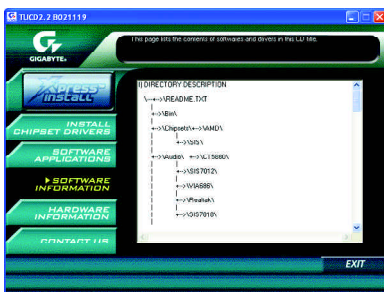 TUCD2.2 B021119
GIGABYTE
This page lists the contents of softwares and drivers in this CD title.
Xpress
INSTALL
INSTALL
CHIPSET DRIVERS
SOFTWARE
APPLICATIONS
SOFTWARE
INFORMATION
HARDWARE
INFORMATION
CONTACT US
I) DIRECTORY DESCRIPTION
\--+->\README.TXT
+->\Bin\
+->\Chipsets\+->\AMD\
+->\SIS\
+->\Audio\ +->\CT5880\
+->\SIS7012\
+->\VIA686\
+->\Realtek\
+->\SIS7018\
EXIT